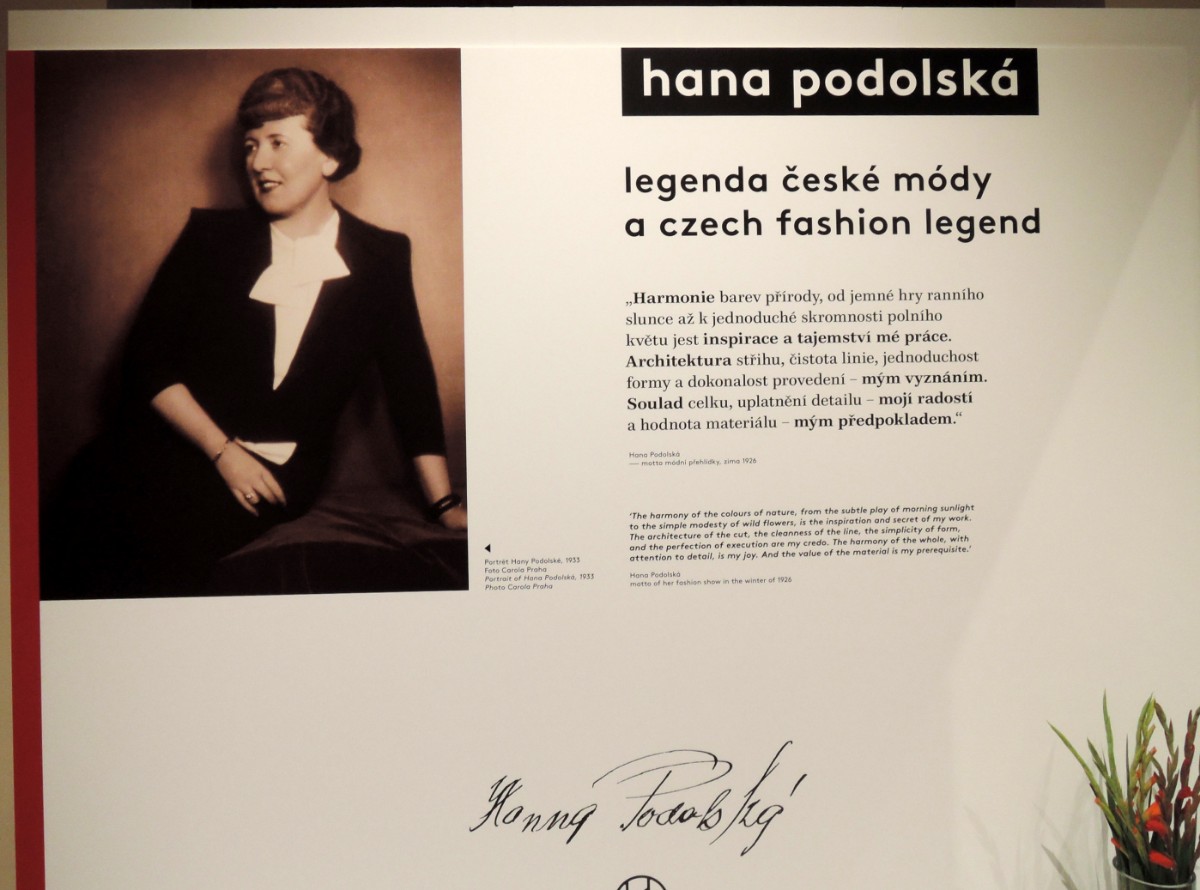 hana podolská
legenda české módy
a czech fashion legend
„Harmonie barev přírody, od jemné hry ranního
slunce až k jednoduché skromnosti polního
květu jest inspirace a tajemství mé práce.
Architektura střihu, čistota linie, jednoduchost
formy a dokonalost provedení – mým vyznáním.
Soulad celku, uplatnění detailu – mojí radostí
a hodnota materiálu – mým předpokladem.“
Hana Podolská
— motto módní přehlídky, zima 1926
'The harmony of the colours of nature, from the subtle play of morning sunlight
to the simple modesty of wild flowers, is the inspiration and secret of my work.
The architecture of the cut, the cleanness of the line, the simplicity of form,
and the perfection of execution are my credo. The harmony of the whole, with
attention to detail, is my joy. And the value of the material is my prerequisite.'
Hana Podolská
motto of her fashion show in the winter of 1926
Portrét Hany Podolské, 1933
Foto Carola Praha
Portrait of Hana Podolská, 1933
Photo Carola Praha
Hanna Podolská